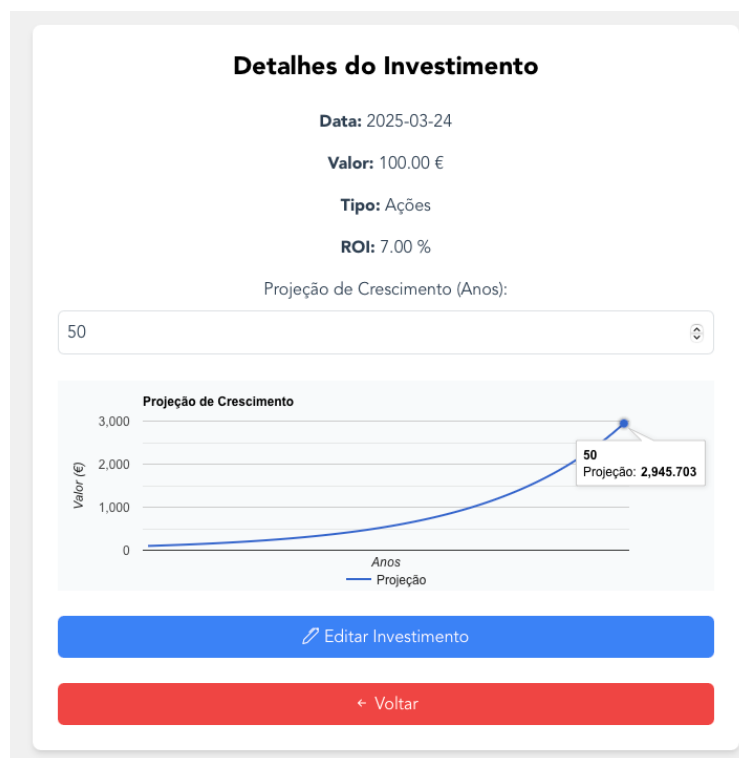 Detalhes do Investimento
Data: 2025-03-24
Valor: 100.00 €
Tipo: Ações
ROI: 7.00 %
Projeção de Crescimento (Anos):
50
Projeção de Crescimento
3,000
2,000
1,000
0
Valor (€)
50
Projeção: 2,945.703
Anos
Projeção
Editar Investimento
← Voltar